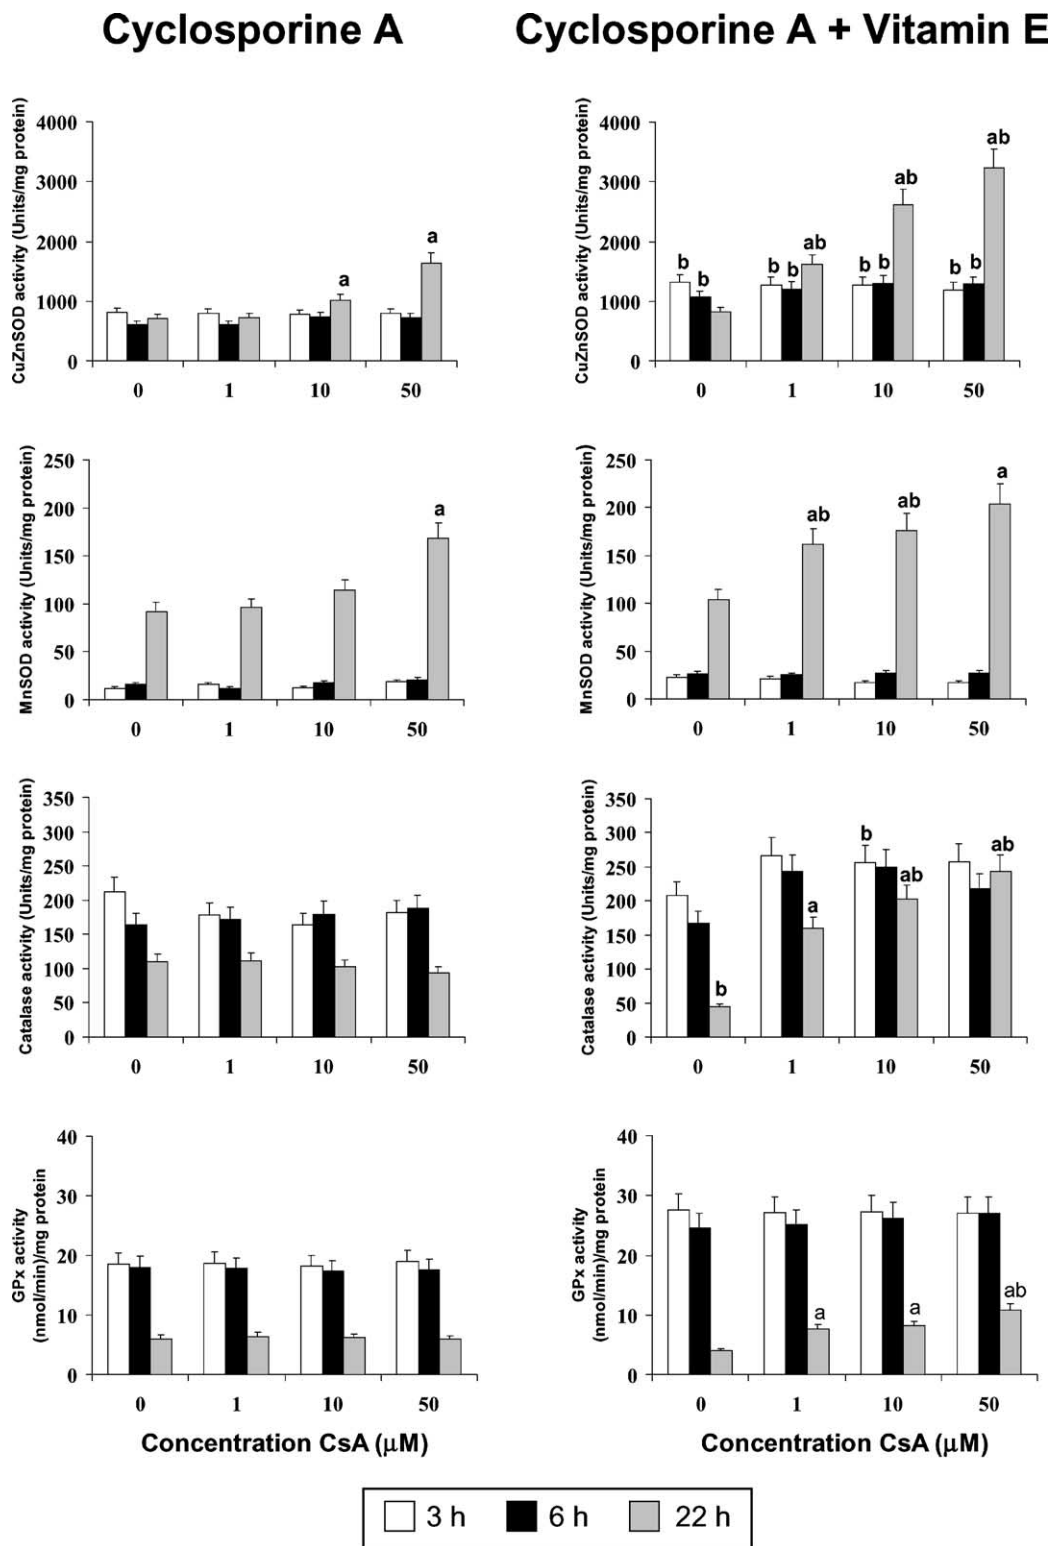 Cyclosporine A
Cyclosporine A + Vitamin E
CuZnSOD activity (Units/mg protein)
4000
3000
2000
1000
0
a
a
0 1 10 50
CuZnSOD activity (Units/mg protein)
4000
3000
2000
1000
0
b b
b b ab
b b ab
b b ab
0 1 10 50
MnSOD activity (Units/mg protein)
250
200
150
100
50
0
a
0 1 10 50
MnSOD activity (Units/mg protein)
250
200
150
100
50
0
ab
ab
a
0 1 10 50
Catalase activity (Units/mg protein)
350
300
250
200
150
100
50
0
0 1 10 50
Catalase activity (Units/mg protein)
350
300
250
200
150
100
50
0
b
a
b ab
ab
0 1 10 50
GPx activity
(nmol/min)/mg protein
40
30
20
10
0
0 1 10 50
Concentration CsA (μM)
GPx activity
(nmol/min)/mg protein
40
30
20
10
0
a
a
ab
0 1 10 50
Concentration CsA (μM)
3 h 6 h 22 h